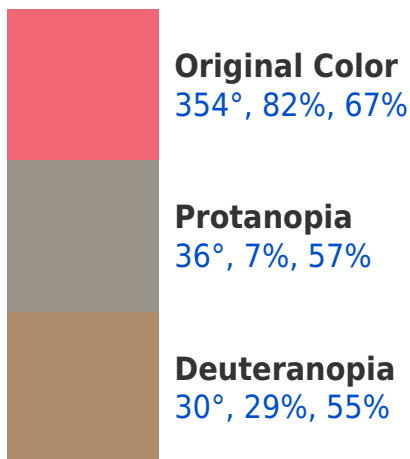 Original Color
354°, 82%, 67%
Protanopia
36°, 7%, 57%
Deuteranopia
30°, 29%, 55%